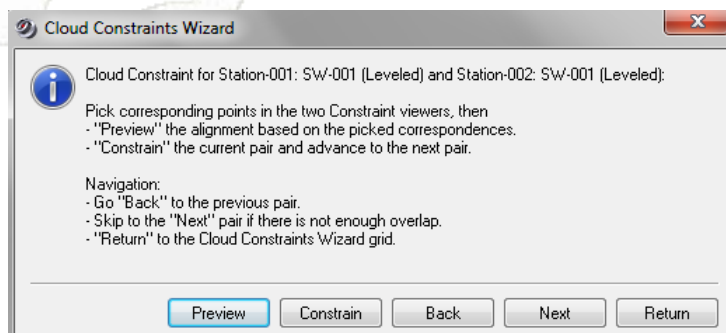 Cloud Constraints Wizard
Cloud Constraint for Station-001: SW-001 (Leveled) and Station-002: SW-001 (Leveled):
Pick corresponding points in the two Constraint viewers, then
- "Preview" the alignment based on the picked correspondences.
- "Constrain" the current pair and advance to the next pair.
Navigation:
- Go "Back" to the previous pair.
- Skip to the "Next" pair if there is not enough overlap.
- "Return" to the Cloud Constraints Wizard grid.
Preview Constrain Back Next Return